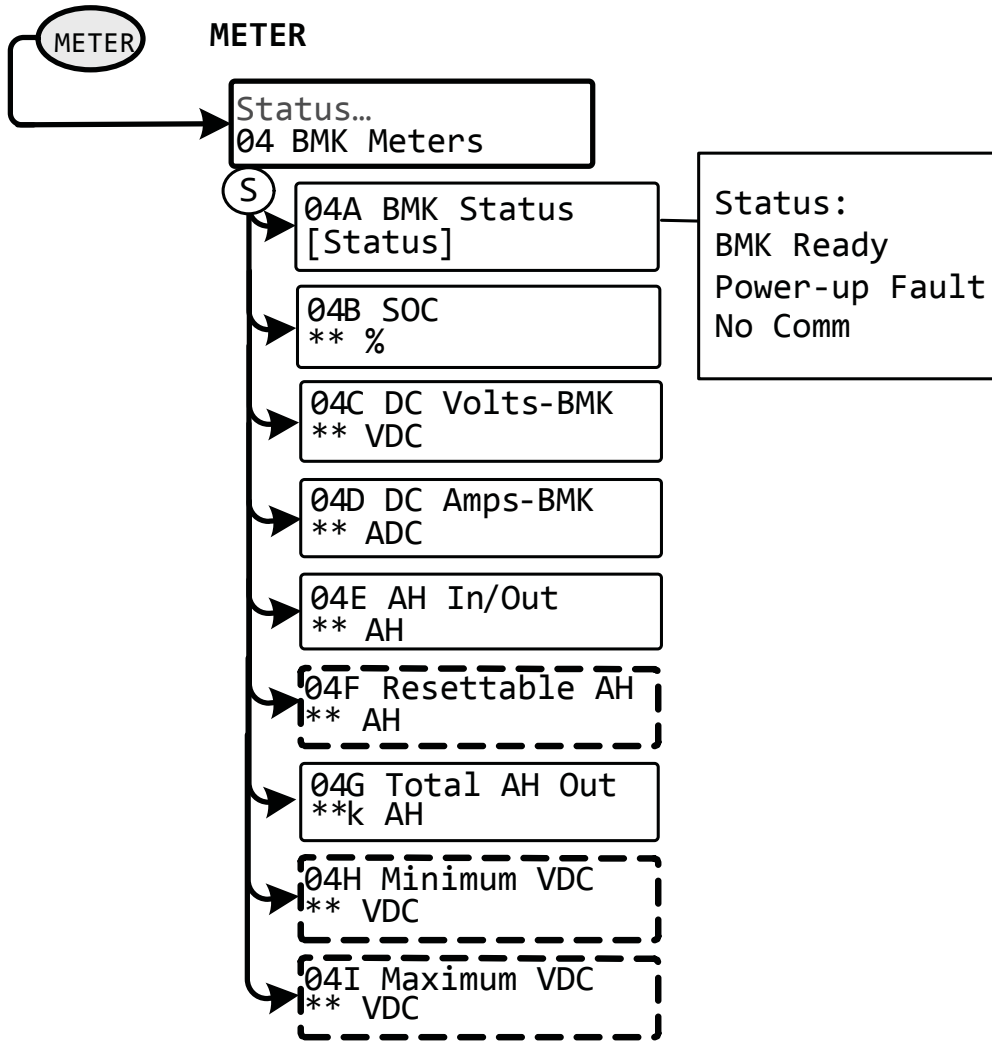 METER
METER
Status…
04 BMK Meters
S
04A BMK Status
[Status]
Status:
BMK Ready
Power-up Fault
No Comm
04B SOC
** %
04C DC Volts-BMK
** VDC
04D DC Amps-BMK
** ADC
04E AH In/Out
** AH
04F Resettable AH
** AH
04G Total AH Out
**k AH
04H Minimum VDC
** VDC
04I Maximum VDC
** VDC